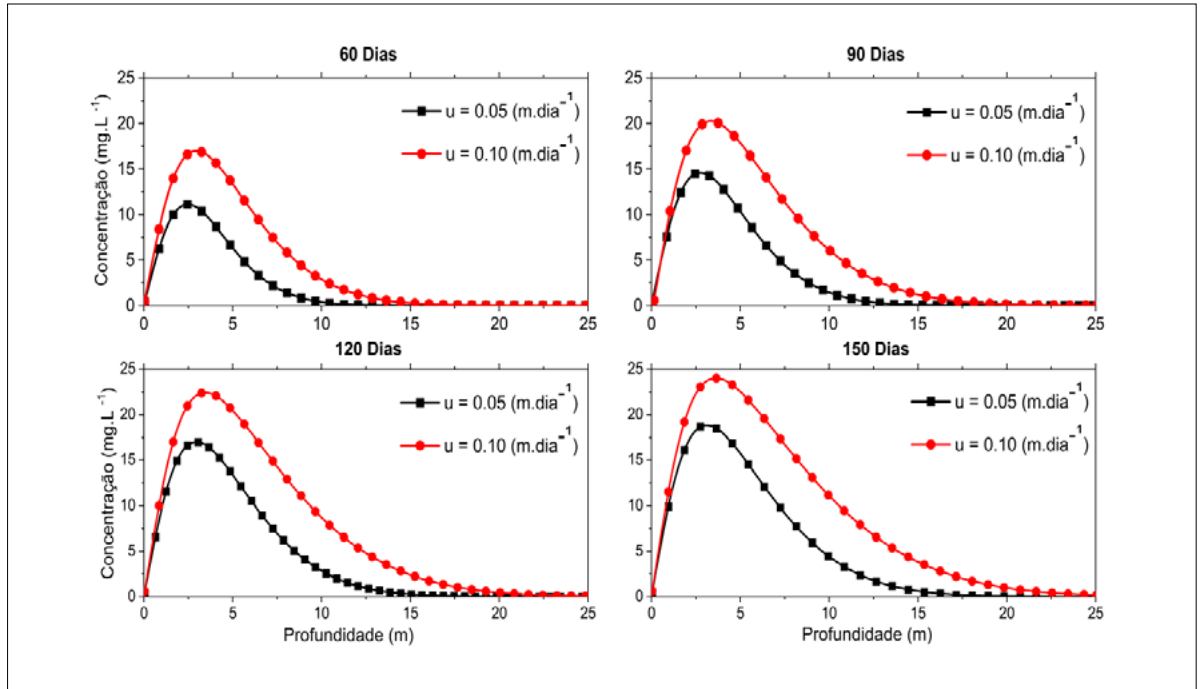 60 Dias
Concentração (mg.L⁻¹)
25
20
15
10
5
0
u = 0.05 (m.dia⁻¹)
u = 0.10 (m.dia⁻¹)
0 5 10 15 20 25
90 Dias
25
20
15
10
5
0
u = 0.05 (m.dia⁻¹)
u = 0.10 (m.dia⁻¹)
0 5 10 15 20 25
120 Dias
Concentração (mg.L⁻¹)
25
20
15
10
5
0
u = 0.05 (m.dia⁻¹)
u = 0.10 (m.dia⁻¹)
0 5 10 15 20 25
Profundidade (m)
150 Dias
25
20
15
10
5
0
u = 0.05 (m.dia⁻¹)
u = 0.10 (m.dia⁻¹)
0 5 10 15 20 25
Profundidade (m)